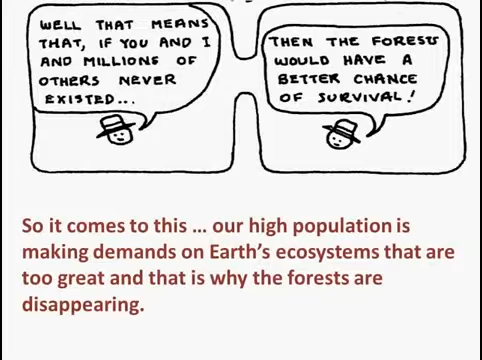 WELL THAT MEANS
THAT, IF YOU AND I
AND MILLIONS OF
OTHERS NEVER
EXISTED...
THEN THE FORESTS
WOULD HAVE A
BETTER CHANCE
OF SURVIVAL!
So it comes to this … our high population is
making demands on Earth's ecosystems that are
too great and that is why the forests are
disappearing.